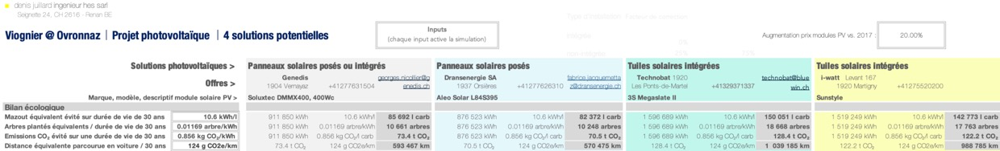 denis juillard ingenieur hes sarl
Seignette 24, CH 2616 - Renan BE
Viognier @ Ovronnaz | Projet photovoltaïque | 4 solutions potentielles
Inputs
(chaque input active la simulation)
Augmentation prix modules PV vs. 2017 : 20.00%
Solutions photovoltaïques > Panneaux solaires posés ou intégrés Panneaux solaires posés Tuiles solaires intégrées Tuiles solaires intégrées
Genedis georges.nicollier@g Dransenergie SA fabrice.jacquemetta Technobat 1920 technobat@blue i-watt Levant 167
Offres > 1904 Vernayaz +41277631504 enedis.ch 1937 Orsières +41277626310 z@dransenergie.ch Les Ponts-de-Martel +41329371337 win.ch 1920 Martigny +41275520200
Marque, modèle, descriptif module solaire PV > Soluxtec DMMX400, 400Wc Aleo Solar L84S395 3S Megaslate II Sunstyle
Bilan écologique
Mazout équivalent évité sur durée de vie de 30 ans 10.6 kWh/l 911 850 kWh 10.6 kWh/l 85 692 l carb 876 523 kWh 10.6 kWh/l 82 372 l carb 1 596 689 kWh 10.6 kWh/l 150 051 l carb 1 519 249 kWh 10.6 kWh/l 142 773 l carb
Arbres plantés équivalents / durée de vie de 30 ans 0.01169 arbre/kWh 911 850 kWh 0.01169 arbre/kWh 10 661 arbres 876 523 kWh 0.01169 arbre/kWh 10 248 arbres 1 596 689 kWh 0.01169 arbre/kWh 18 668 arbres 1 519 249 kWh 0.01169 arbre/kWh 17 763 arbres
Emissions CO₂ évité sur une durée de vie de 30 ans 0.856 kg CO₂/kWh 911 850 kWh 0.856 kg CO₂/l carb 73.4 t CO₂ 876 523 kWh 0.856 kg CO₂/l carb 70.5 t CO₂ 1 596 689 kWh 0.856 kg CO₂/l carb 128.4 t CO₂ 1 519 249 kWh 0.856 kg CO₂/l carb 122.2 t CO₂
Distance équivalente parcourue en voiture / 30 ans 124 g CO2e/km 73.4 t CO₂ 124 g CO2e/km 593 467 km 70.5 t CO₂ 124 g CO2e/km 570 475 km 128.4 t CO₂ 124 g CO2e/km 1 039 185 km 122.2 t CO₂ 124 g CO2e/km 988 785 km